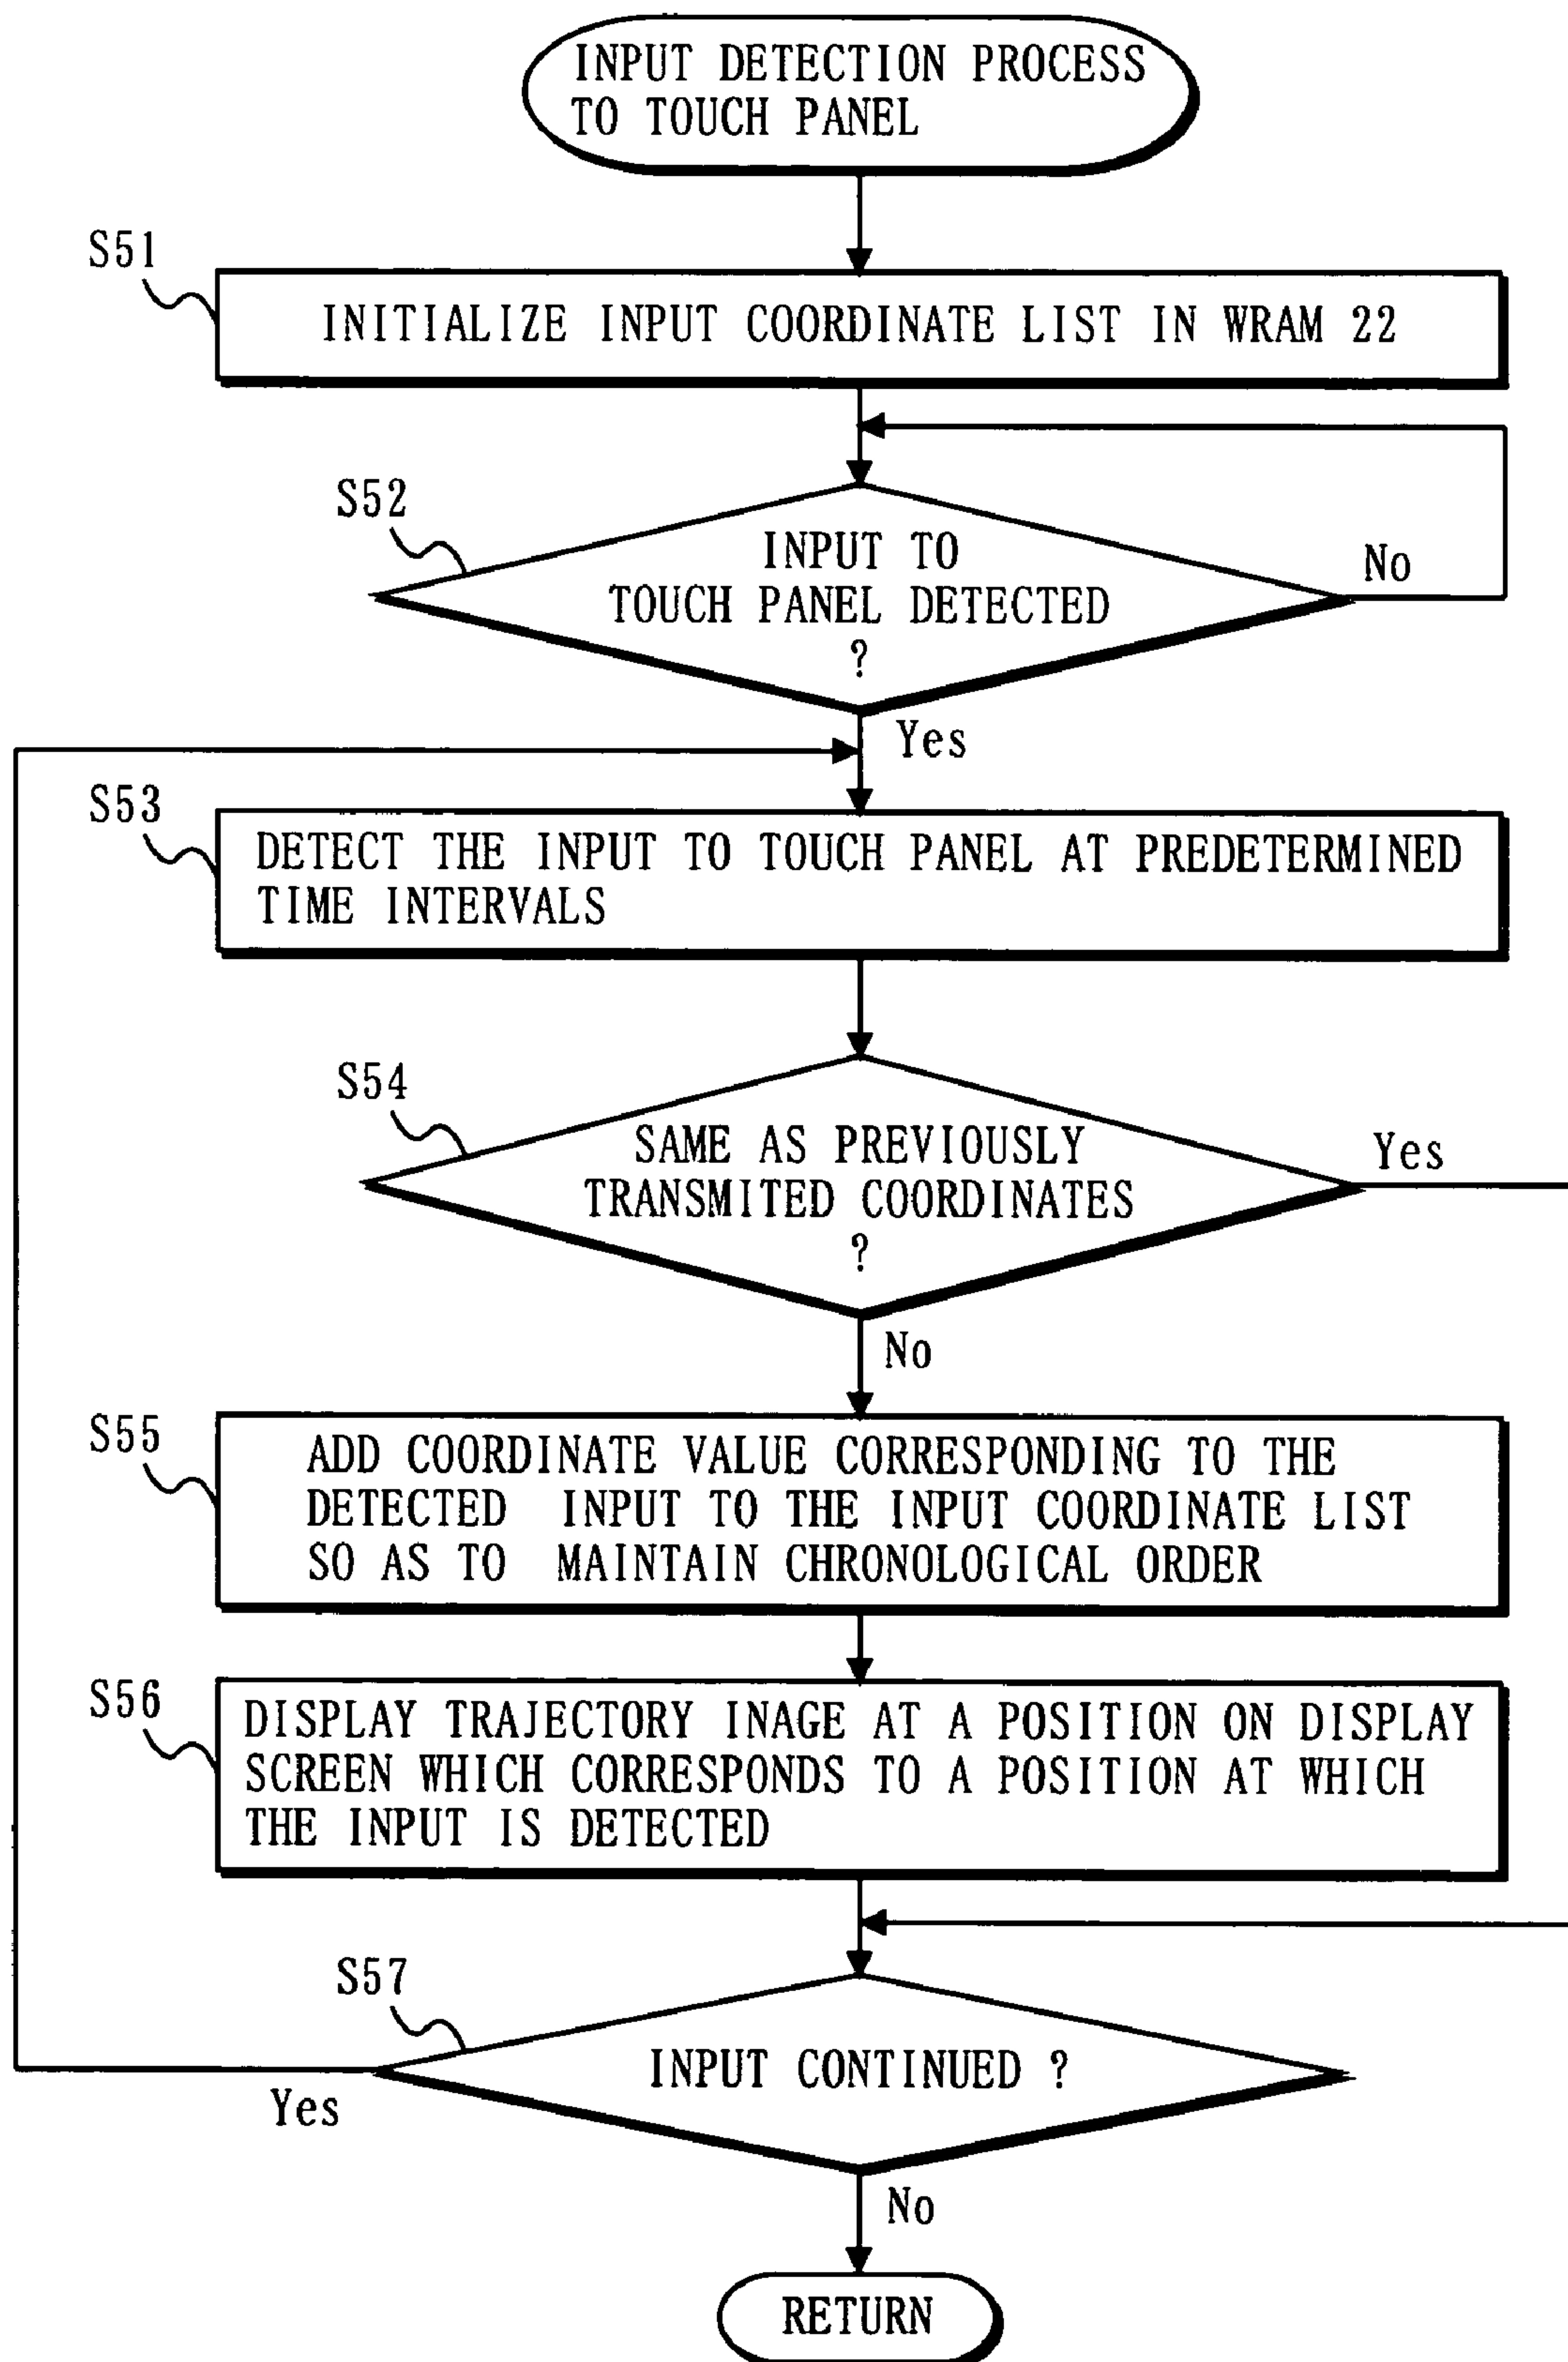 INPUT DETECTION PROCESS
TO TOUCH PANEL
S51
INITIALIZE INPUT COORDINATE LIST IN WRAM 22
S52
INPUT TO
TOUCH PANEL DETECTED
?
No
Yes
S53
DETECT THE INPUT TO TOUCH PANEL AT PREDETERMINED
TIME INTERVALS
S54
SAME AS PREVIOUSLY
TRANSMITED COORDINATES
?
Yes
No
S55
ADD COORDINATE VALUE CORRESPONDING TO THE
DETECTED INPUT TO THE INPUT COORDINATE LIST
SO AS TO MAINTAIN CHRONOLOGICAL ORDER
S56
DISPLAY TRAJECTORY INAGE AT A POSITION ON DISPLAY
SCREEN WHICH CORRESPONDS TO A POSITION AT WHICH
THE INPUT IS DETECTED
S57
INPUT CONTINUED ?
Yes
No
RETURN